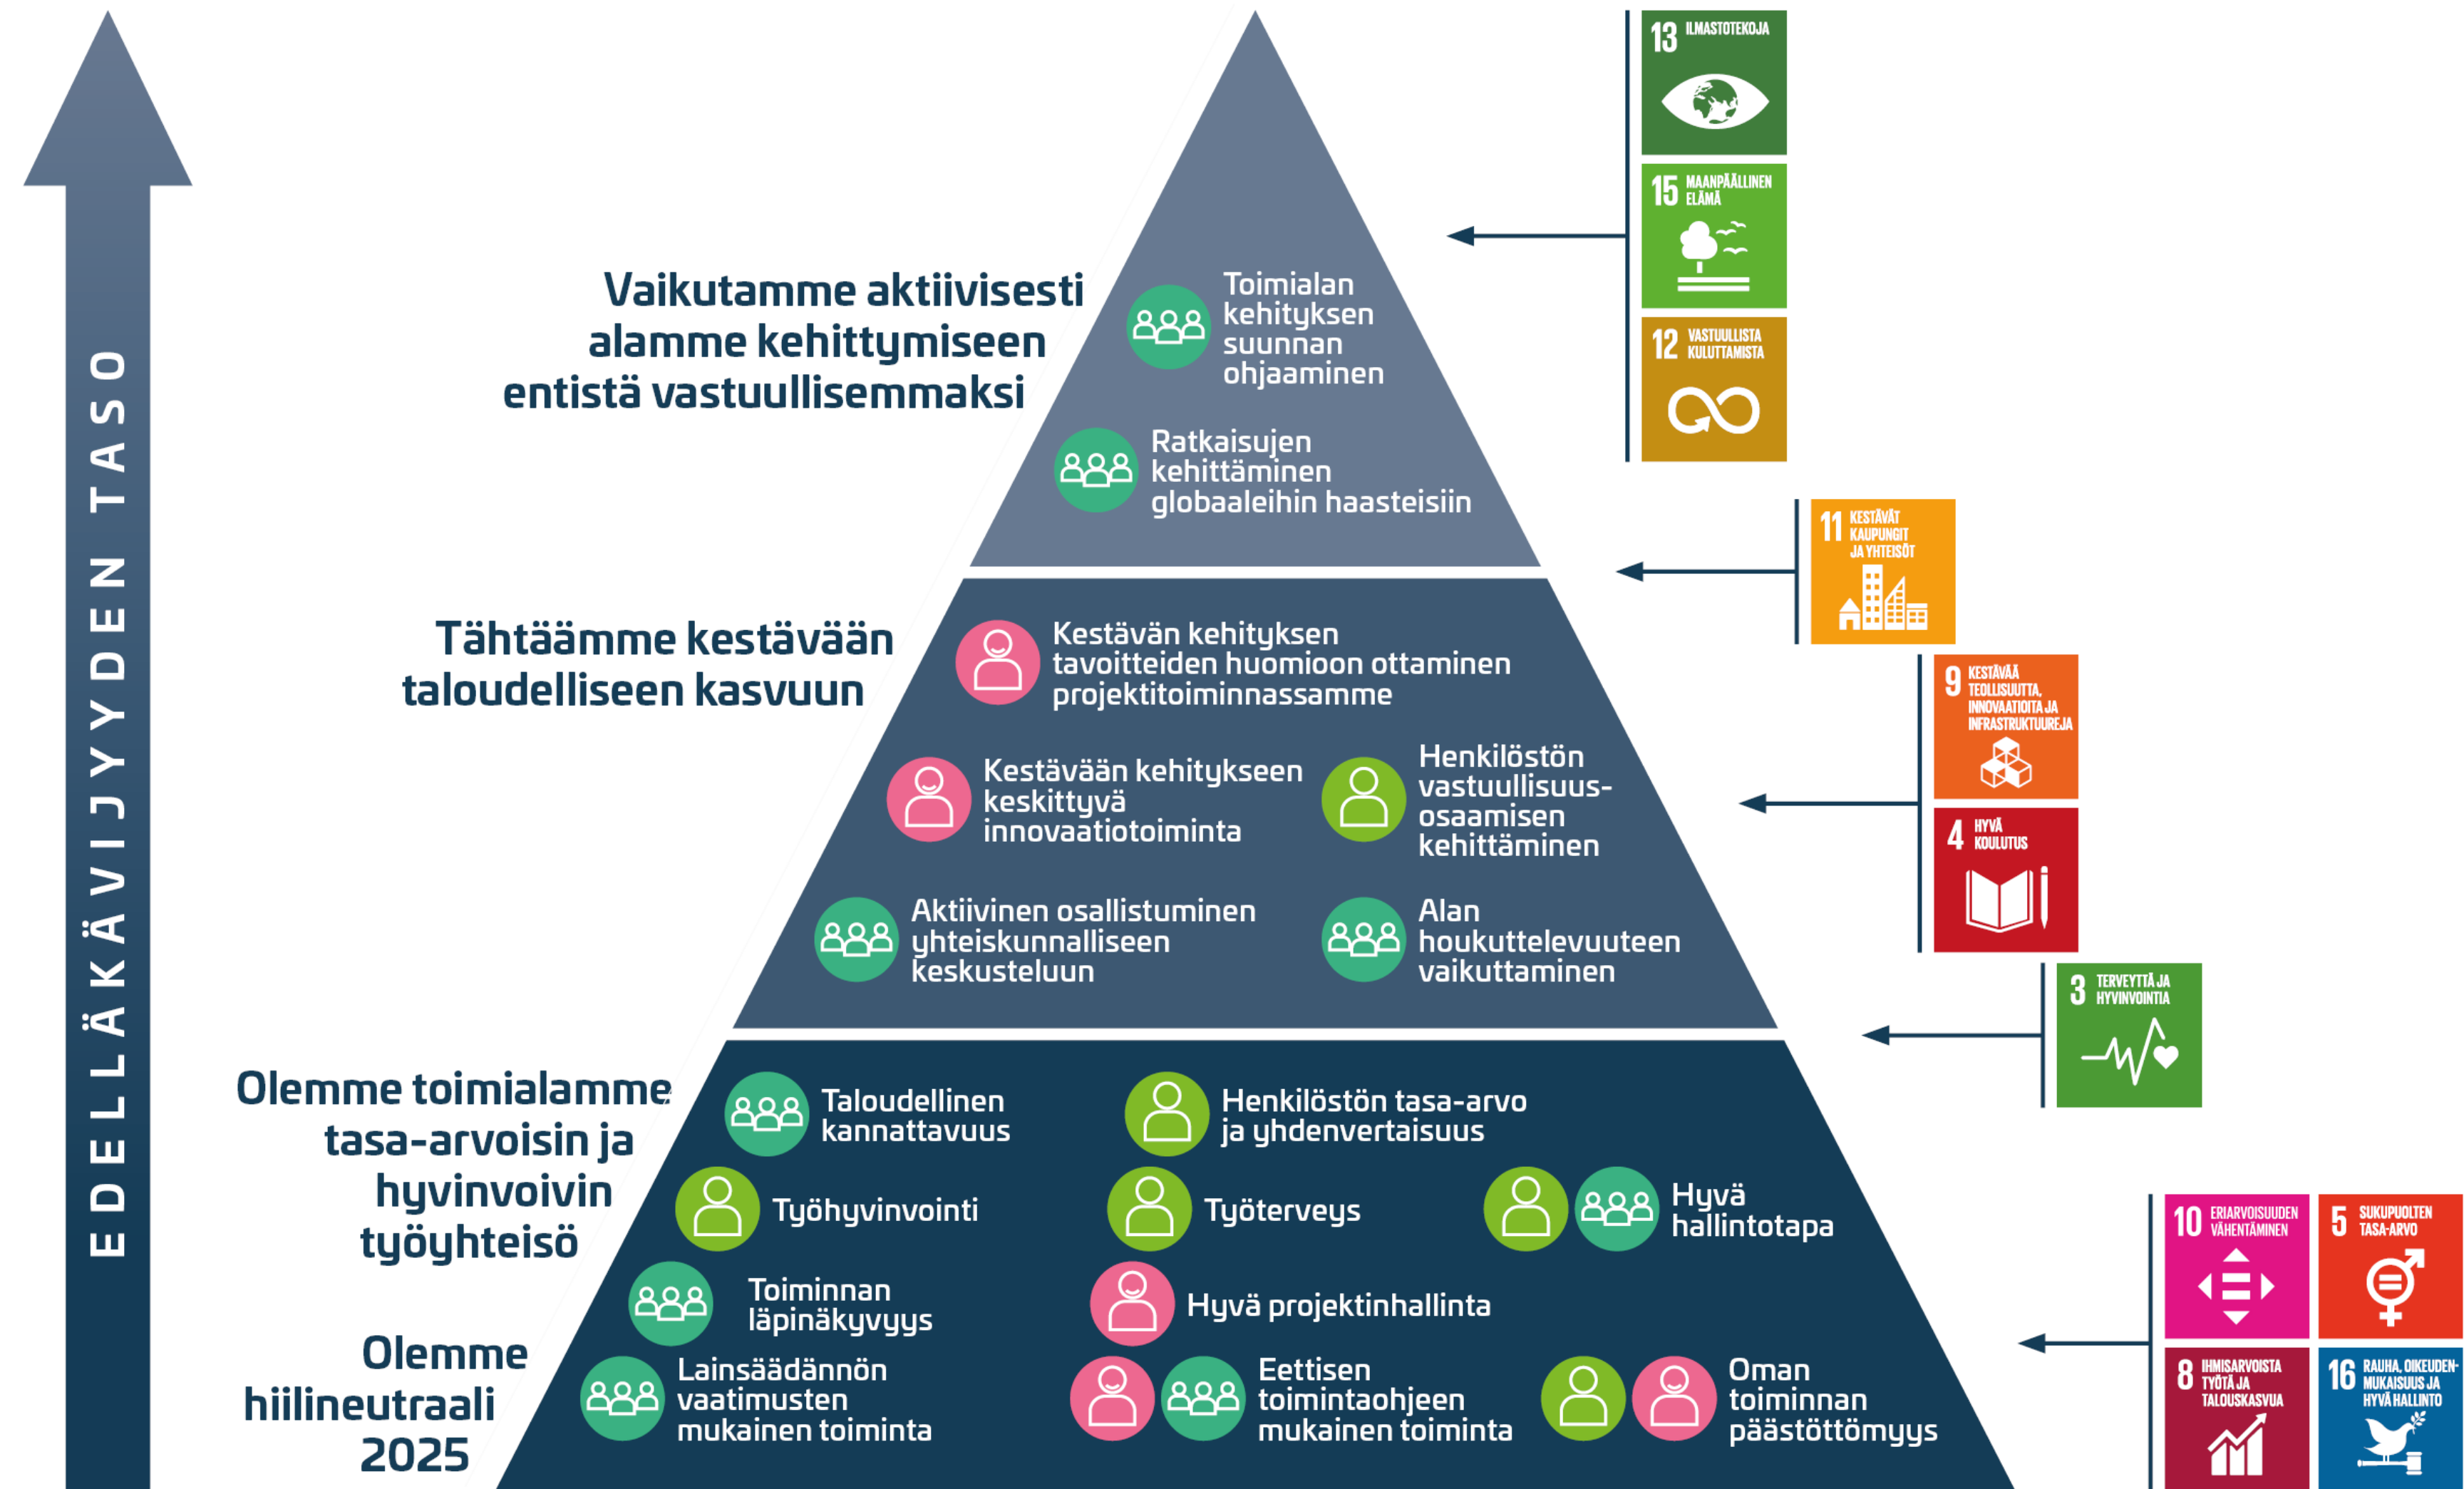 EDELLÄKÄVIJYYDEN TASO
Vaikutamme aktiivisesti
alamme kehittymiseen
entistä vastuullisemmaksi
Toimialan
kehityksen
suunnan
ohjaaminen
Ratkaisujen
kehittäminen
globaaleihin haasteisiin
13 ILMASTOTEKOJA
15 MAANPÄÄLLINEN
ELÄMÄ
12 VASTUULLISTA
KULUTTAMISTA
11 KESTÄVÄT
KAUPUNGIT
JA YHTEISÖT
Tähtäämme kestävään
taloudelliseen kasvuun
Kestävän kehityksen
tavoitteiden huomioon ottaminen
projektitoiminnassamme
Kestävään kehitykseen
keskittyvä
innovaatiotoiminta
Henkilöstön
vastuullisuus-
osaamisen
kehittäminen
Aktiivinen osallistuminen
yhteiskunnalliseen
keskusteluun
Alan
houkuttelevuuteen
vaikuttaminen
9 KESTÄVÄÄ
TEOLLISUUTTA,
INNOVAATIOITA JA
INFRASTRUKTUUREJA
4 HYVÄ
KOULUTUS
3 TERVEYTTÄ JA
HYVINVOINTIA
Olemme toimialamme
tasa-arvoisin ja
hyvinvoivin
työyhteisö
Olemme
hiilineutraali
2025
Taloudellinen
kannattavuus
Henkilöstön tasa-arvo
ja yhdenvertaisuus
Työhyvinvointi
Työterveys
Hyvä
hallintotapa
Toiminnan
läpinäkyvyys
Hyvä projektinhallinta
Lainsäädännön
vaatimusten
mukainen toiminta
Eettisen
toimintaohjeen
mukainen toiminta
Oman
toiminnan
päästöttömyys
10 ERIARVOISUUDEN
VÄHENTÄMINEN
5 SUKUPUOLTEN
TASA-ARVO
8 IHMISARVOISTA
TYÖTÄ JA
TALOUSKASVUA
16 RAUHA, OIKEUDEN-
MUKAISUUS JA
HYVÄ HALLINTO